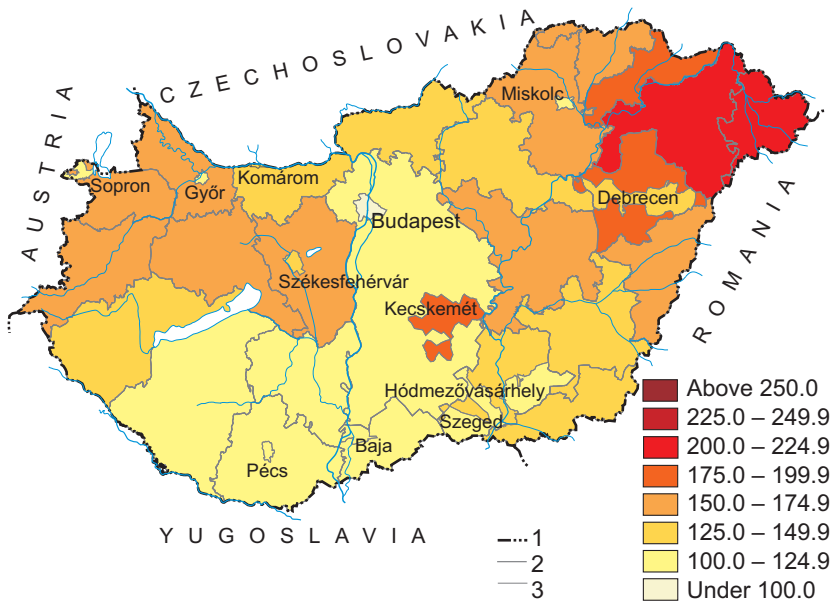 CZECHOSLOVAKIA
AUSTRIA
Miskolc
Sopron
Győr
Komárom
Debrecen
Budapest
ROMANIA
Székesfehérvár
Kecskemét
Hódmezővásárhely
Szeged
Baja
Pécs
YUGOSLAVIA
1
2
3
Above 250.0
225.0 – 249.9
200.0 – 224.9
175.0 – 199.9
150.0 – 174.9
125.0 – 149.9
100.0 – 124.9
Under 100.0